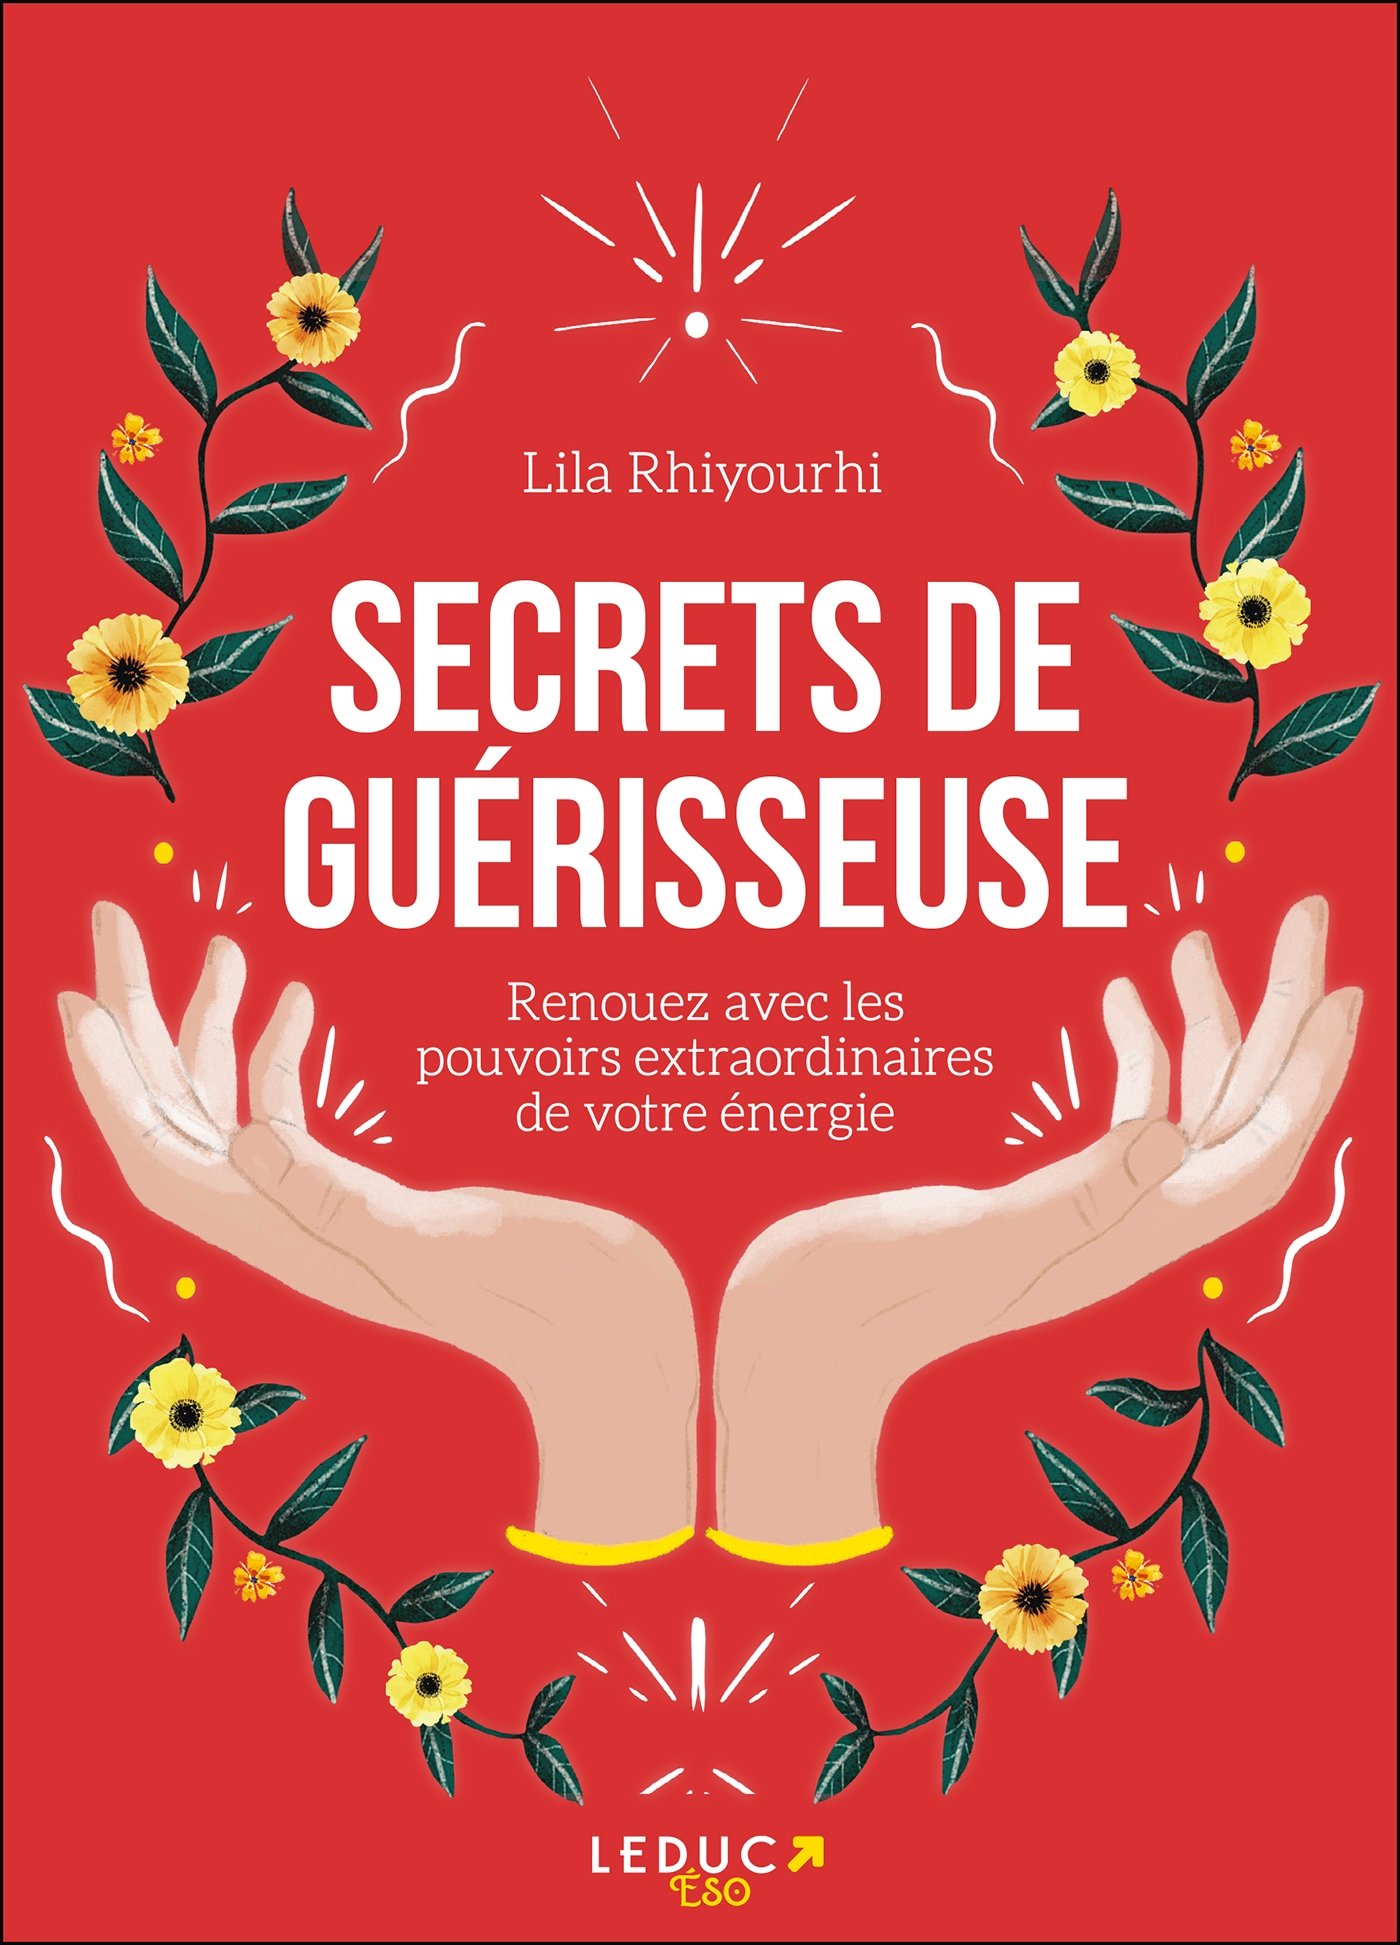 Lila Rhiyourhi
SECRETS DE
GUÉRISSEUSE
Renouez avec les
pouvoirs extraordinaires
de votre énergie
LEDUC
ÉSO